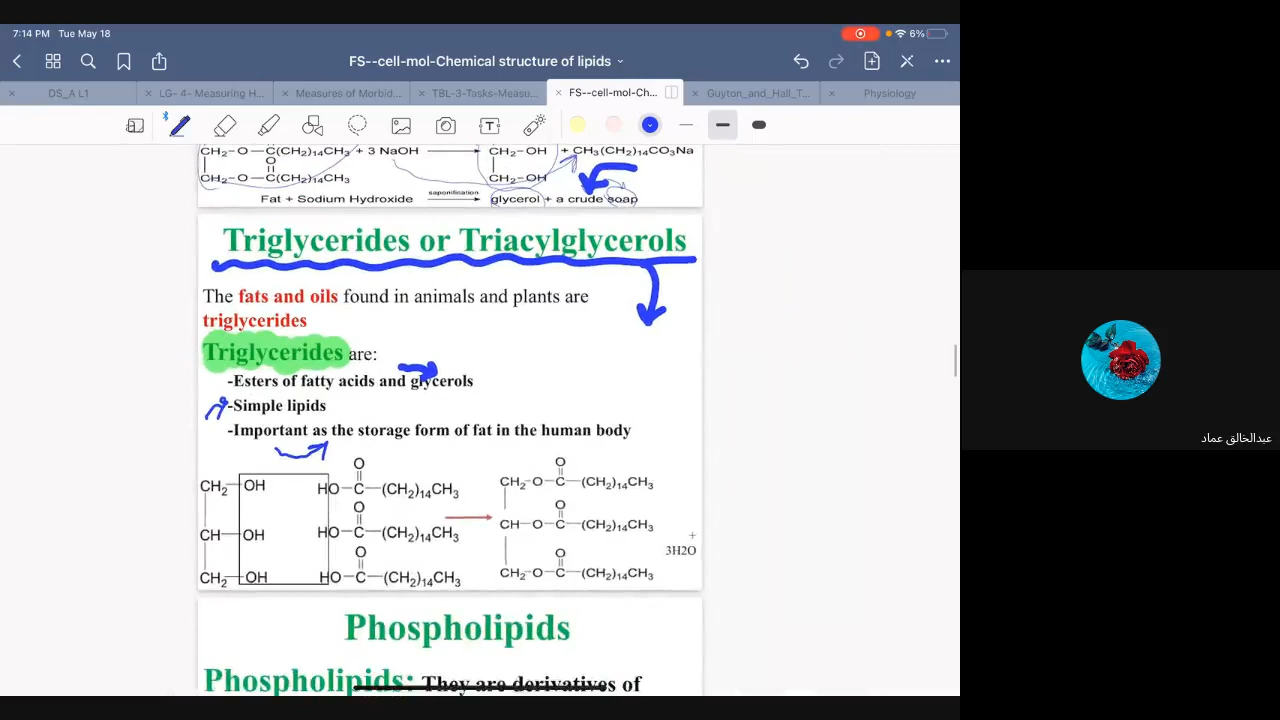 7:14 PM Tue May 18
6%
FS--cell-mol-Chemical structure of lipids
DS_A L1
LG- 4- Measuring H...
Measures of Morbid...
TBL-3-Tasks-Measu...
FS--cell-mol-Ch...
Guyton_and_Hall_T...
Physiology
CH₂- O — C(CH₂)₁₄CH₃ + 3 NaOH → CH₂- OH + CH₃(CH₂)₁₄CO₃Na
O
CH₂- O — C(CH₂)₁₄CH₃ CH₂-OH
saponification
Fat + Sodium Hydroxide → glycerol + a crude soap
Triglycerides or Triacylglycerols
The fats and oils found in animals and plants are
triglycerides
Triglycerides are:
-Esters of fatty acids and glycerols
-Simple lipids
-Important as the storage form of fat in the human body
O O
CH₂-OH HO-C-(CH₂)₁₄CH₃ CH₂-O-C-(CH₂)₁₄CH₃
O O
CH-OH HO-C-(CH₂)₁₄CH₃ → CH-O-C-(CH₂)₁₄CH₃ +
3H2O
O O
CH₂-OH HO-C-(CH₂)₁₄CH₃ CH₂-O-C-(CH₂)₁₄CH₃
Phospholipids
Phospholipids: They are derivatives of
عبدالخالق عماد